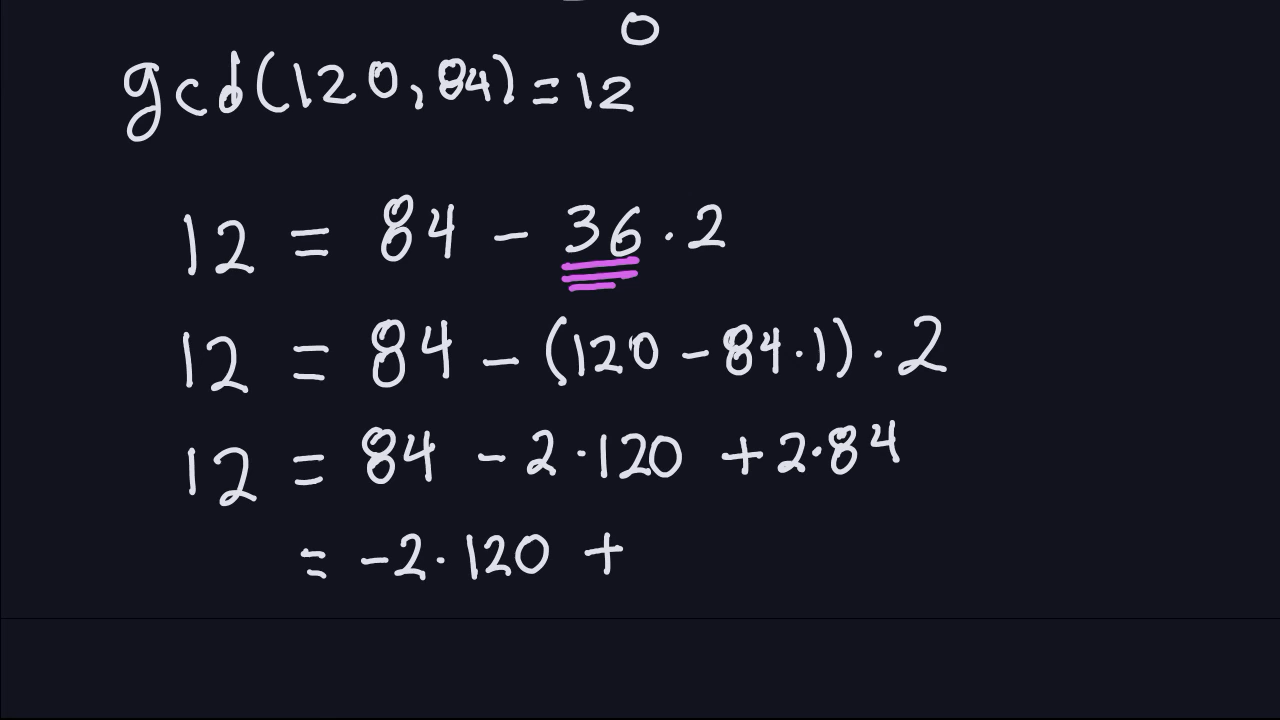 0
gcd(120,84)=12
12 = 84 - 36 · 2
12 = 84 - (120 - 84·1) · 2
12 = 84 - 2·120 + 2·84
= -2·120 +